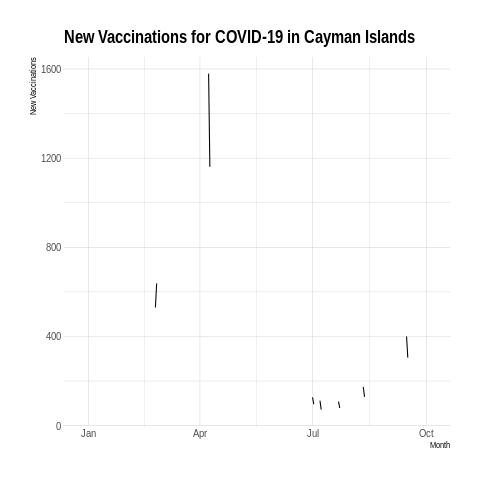 New Vaccinations for COVID-19 in Cayman Islands
New Vaccinations
1600
1200
800
400
0
Jan Apr Jul Oct
Month